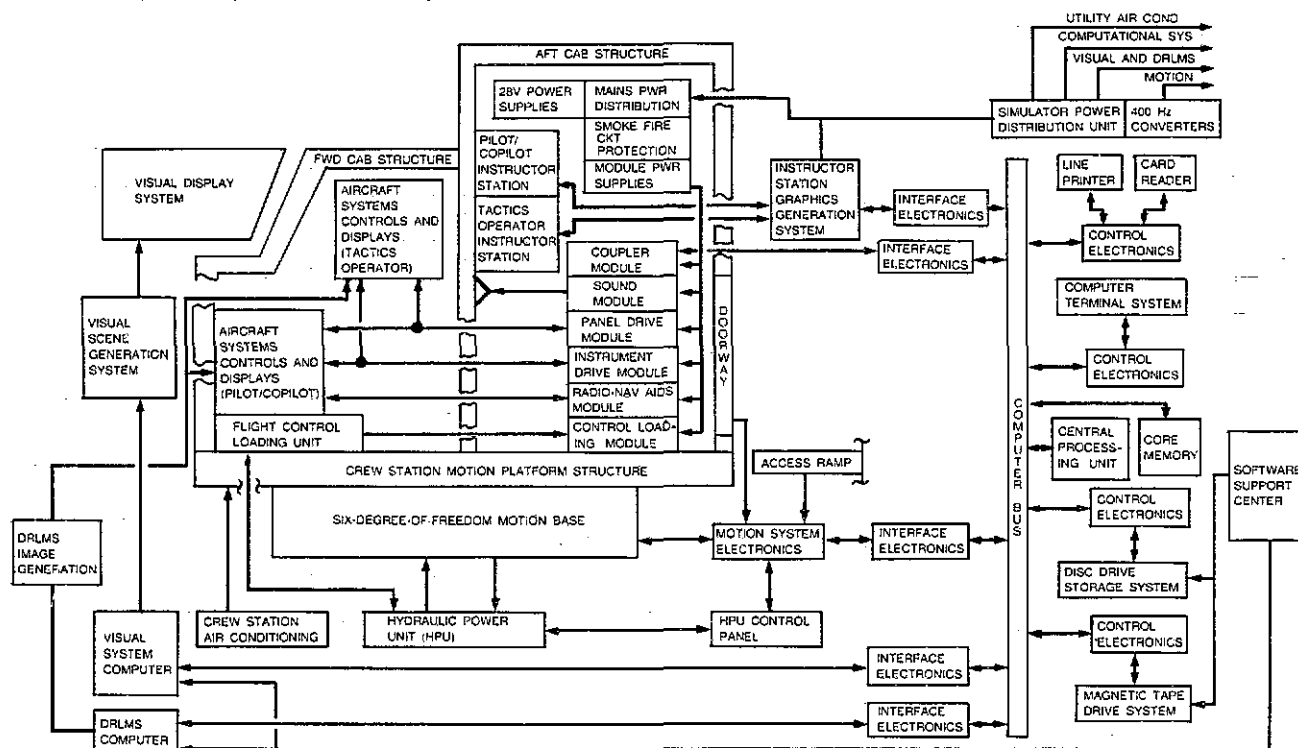 UTILITY AIR COND
COMPUTATIONAL SYS
VISUAL AND DRLMS
MOTION
SIMULATOR POWER
DISTRIBUTION UNIT
400 Hz
CONVERTERS
AFT CAB STRUCTURE
28V POWER
SUPPLIES
MAINS PWR
DISTRIBUTION
SMOKE FIRE
CKT
PROTECTION
MODULE PWR
SUPPLIES
PILOT/
COPILOT
INSTRUCTOR
STATION
TACTICS
OPERATOR
INSTRUCTOR
STATION
FWD CAB STRUCTURE
VISUAL DISPLAY
SYSTEM
AIRCRAFT
SYSTEMS
CONTROLS AND
DISPLAYS
(TACTICS
OPERATOR)
INSTRUCTOR
STATION
GRAPHICS
GENERATION
SYSTEM
INTERFACE
ELECTRONICS
INTERFACE
ELECTRONICS
LINE
PRINTER
CARD
READER
CONTROL
ELECTRONICS
COMPUTER
TERMINAL SYSTEM
CONTROL
ELECTRONICS
COUPLER
MODULE
SOUND
MODULE
PANEL DRIVE
MODULE
INSTRUMENT
DRIVE MODULE
RADIO-NAV AIDS
MODULE
CONTROL LOAD-
ING MODULE
DOORWAY
VISUAL
SCENE
GENERATION
SYSTEM
AIRCRAFT
SYSTEMS
CONTROLS AND
DISPLAYS
(PILOT/COPILOT)
FLIGHT CONTROL
LOADING UNIT
CREW STATION MOTION PLATFORM STRUCTURE
SIX-DEGREE-OF-FREEDOM MOTION BASE
ACCESS RAMP
COMPUTER BUS
CENTRAL
PROCESS-
ING UNIT
CORE
MEMORY
SOFTWARE
SUPPORT
CENTER
CONTROL
ELECTRONICS
DISC DRIVE
STORAGE SYSTEM
CONTROL
ELECTRONICS
MAGNETIC TAPE
DRIVE SYSTEM
MOTION SYSTEM
ELECTRONICS
INTERFACE
ELECTRONICS
DRLMS
IMAGE
GENERATION
VISUAL
SYSTEM
COMPUTER
CREW STATION
AIR CONDITIONING
HYDRAULIC POWER
UNIT (HPU)
HPU CONTROL
PANEL
INTERFACE
ELECTRONICS
INTERFACE
ELECTRONICS
DRLMS
COMPUTER